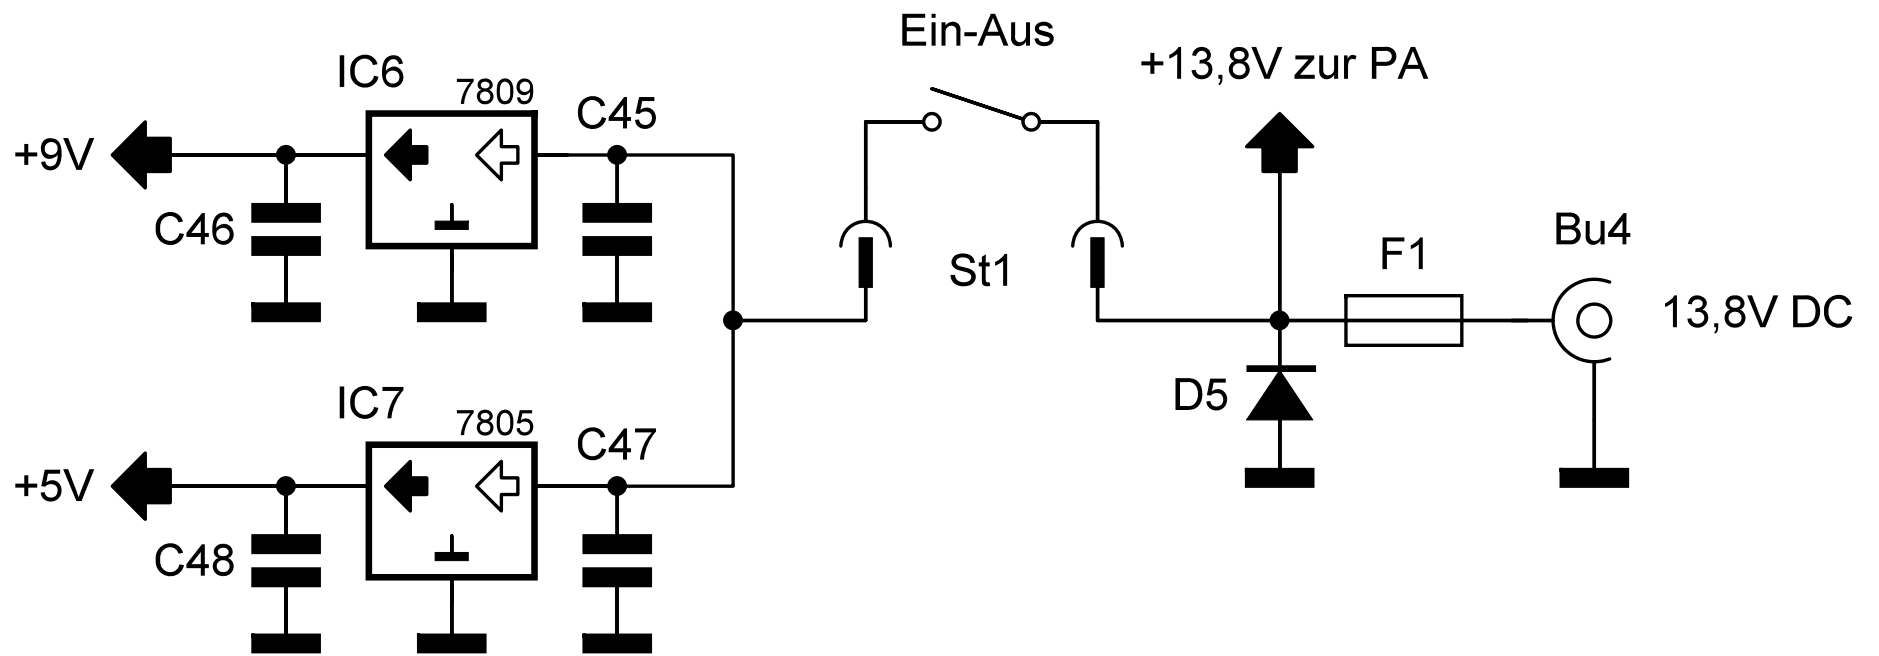 Ein-Aus
+13,8V zur PA
IC6
7809
C45
+9V
C46
St1
F1
Bu4
13,8V DC
D5
IC7
7805
C47
+5V
C48